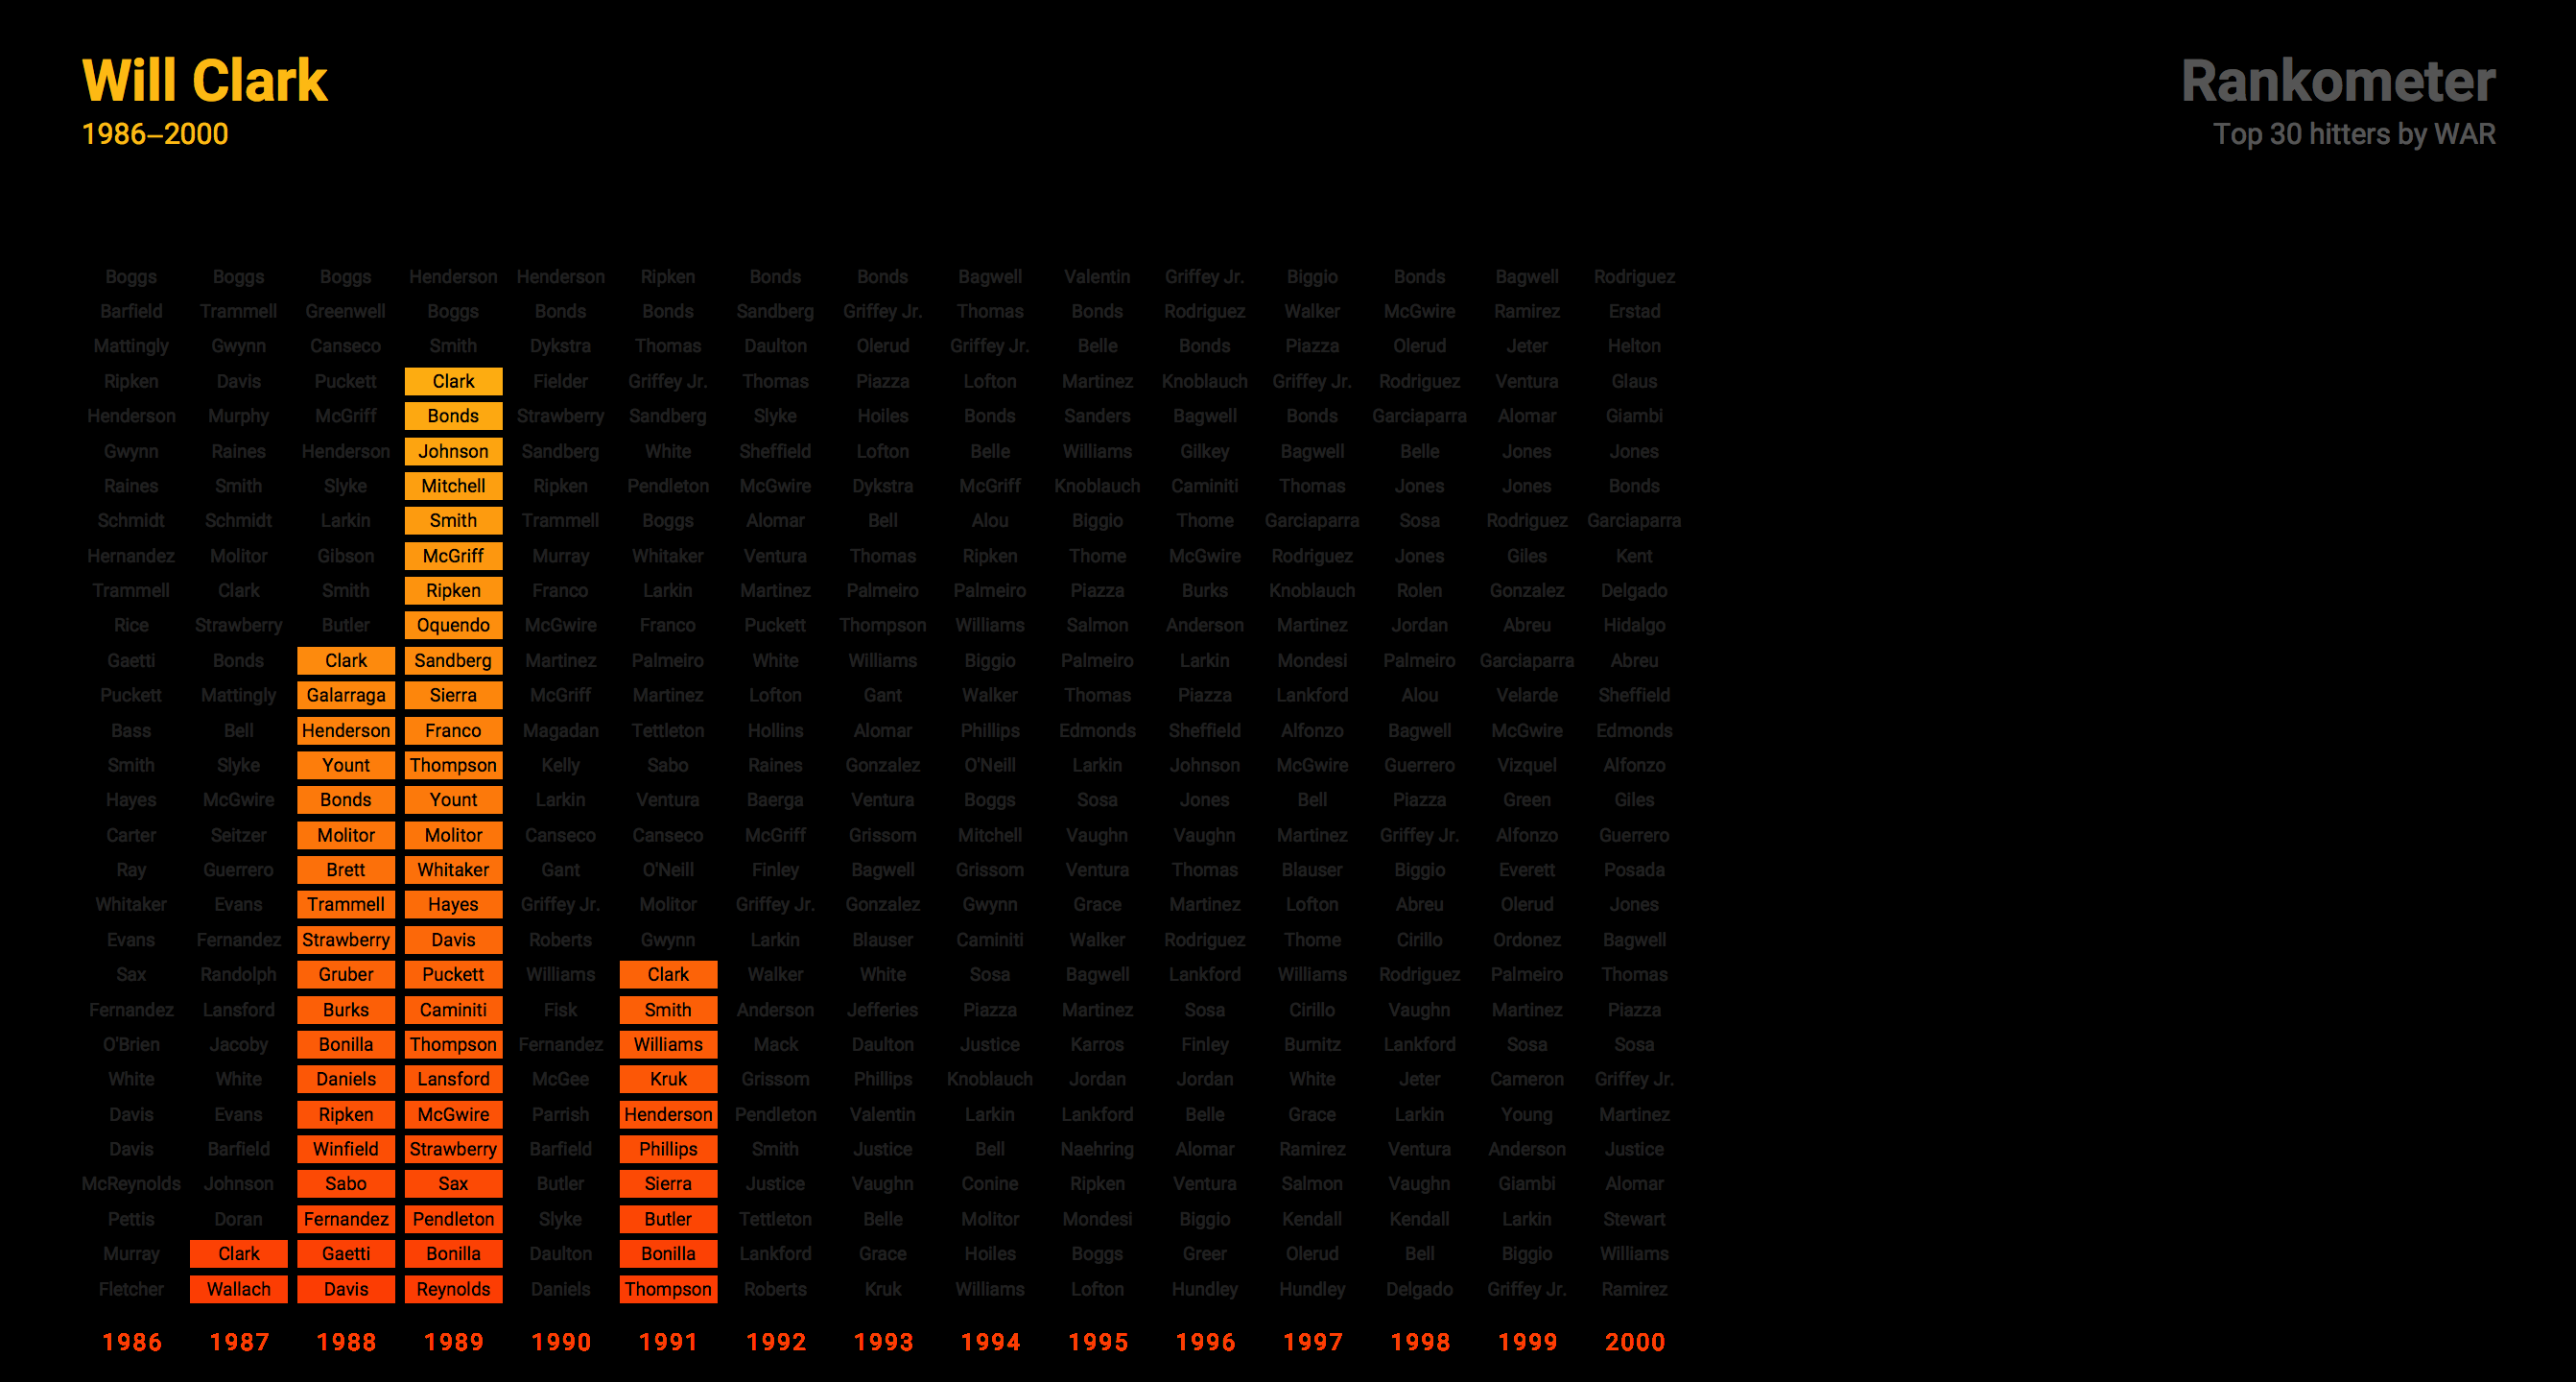 Will Clark
1986–2000
Rankometer
Top 30 hitters by WAR
Boggs Boggs Boggs Henderson Henderson Ripken Bonds Bonds Bagwell Valentin Griffey Jr. Biggio Bonds Bagwell Rodriguez
Barfield Trammell Greenwell Boggs Bonds Bonds Sandberg Griffey Jr. Thomas Bonds Rodriguez Walker McGwire Ramirez Erstad
Mattingly Gwynn Canseco Smith Dykstra Thomas Daulton Olerud Griffey Jr. Belle Bonds Piazza Olerud Jeter Helton
Ripken Davis Puckett Clark Fielder Griffey Jr. Thomas Piazza Lofton Martinez Knoblauch Griffey Jr. Rodriguez Ventura Glaus
Henderson Murphy McGriff Bonds Strawberry Sandberg Slyke Hoiles Bonds Sanders Bagwell Bonds Garciaparra Alomar Giambi
Gwynn Raines Henderson Johnson Sandberg White Sheffield Lofton Belle Williams Gilkey Bagwell Belle Jones Jones
Raines Smith Slyke Mitchell Ripken Pendleton McGwire Dykstra McGriff Knoblauch Caminiti Thomas Jones Jones Bonds
Schmidt Schmidt Larkin Smith Trammell Boggs Alomar Bell Alou Biggio Thome Garciaparra Sosa Rodriguez Garciaparra
Hernandez Molitor Gibson McGriff Murray Whitaker Ventura Thomas Ripken Thome McGwire Rodriguez Jones Giles Kent
Trammell Clark Smith Ripken Franco Larkin Martinez Palmeiro Palmeiro Piazza Burks Knoblauch Rolen Gonzalez Delgado
Rice Strawberry Butler Oquendo McGwire Franco Puckett Thompson Williams Salmon Anderson Martinez Jordan Abreu Hidalgo
Gaetti Bonds Clark Sandberg Martinez Palmeiro White Williams Biggio Palmeiro Larkin Mondesi Palmeiro Garciaparra Abreu
Puckett Mattingly Galarraga Sierra McGriff Martinez Lofton Gant Walker Thomas Piazza Lankford Alou Velarde Sheffield
Bass Bell Henderson Franco Magadan Tettleton Hollins Alomar Phillips Edmonds Sheffield Alfonzo Bagwell McGwire Edmonds
Smith Slyke Yount Thompson Kelly Sabo Raines Gonzalez O'Neill Larkin Johnson McGwire Guerrero Vizquel Alfonzo
Hayes McGwire Bonds Yount Larkin Ventura Baerga Ventura Boggs Sosa Jones Bell Piazza Green Giles
Carter Seitzer Molitor Molitor Canseco Canseco McGriff Grissom Mitchell Vaughn Vaughn Martinez Griffey Jr. Alfonzo Guerrero
Ray Guerrero Brett Whitaker Gant O'Neill Finley Bagwell Grissom Ventura Thomas Blauser Biggio Everett Posada
Whitaker Evans Trammell Hayes Griffey Jr. Molitor Griffey Jr. Gonzalez Gwynn Grace Martinez Lofton Abreu Olerud Jones
Evans Fernandez Strawberry Davis Roberts Gwynn Larkin Blauser Caminiti Walker Rodriguez Thome Cirillo Ordonez Bagwell
Sax Randolph Gruber Puckett Williams Clark Walker White Sosa Bagwell Lankford Williams Rodriguez Palmeiro Thomas
Fernandez Lansford Burks Caminiti Fisk Smith Anderson Jefferies Piazza Martinez Sosa Cirillo Vaughn Martinez Piazza
O'Brien Jacoby Bonilla Thompson Fernandez Williams Mack Daulton Justice Karros Finley Burnitz Lankford Sosa Sosa
White White Daniels Lansford McGee Kruk Grissom Phillips Knoblauch Jordan Jordan White Jeter Cameron Griffey Jr.
Davis Evans Ripken McGwire Parrish Henderson Pendleton Valentin Larkin Lankford Belle Grace Larkin Young Martinez
Davis Barfield Winfield Strawberry Barfield Phillips Smith Justice Bell Naehring Alomar Ramirez Ventura Anderson Justice
McReynolds Johnson Sabo Sax Butler Sierra Justice Vaughn Conine Ripken Ventura Salmon Vaughn Giambi Alomar
Pettis Doran Fernandez Pendleton Slyke Butler Tettleton Belle Molitor Mondesi Biggio Kendall Kendall Larkin Stewart
Murray Clark Gaetti Bonilla Daulton Bonilla Lankford Grace Hoiles Boggs Greer Olerud Bell Biggio Williams
Fletcher Wallach Davis Reynolds Daniels Thompson Roberts Kruk Williams Lofton Hundley Hundley Delgado Griffey Jr. Ramirez
1986 1987 1988 1989 1990 1991 1992 1993 1994 1995 1996 1997 1998 1999 2000